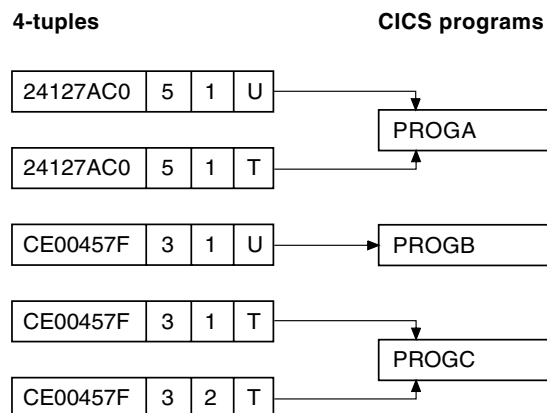 4-tuples CICS programs
24127AC0 5 1 U
PROGA
24127AC0 5 1 T
CE00457F 3 1 U PROGB
CE00457F 3 1 T
PROGC
CE00457F 3 2 T